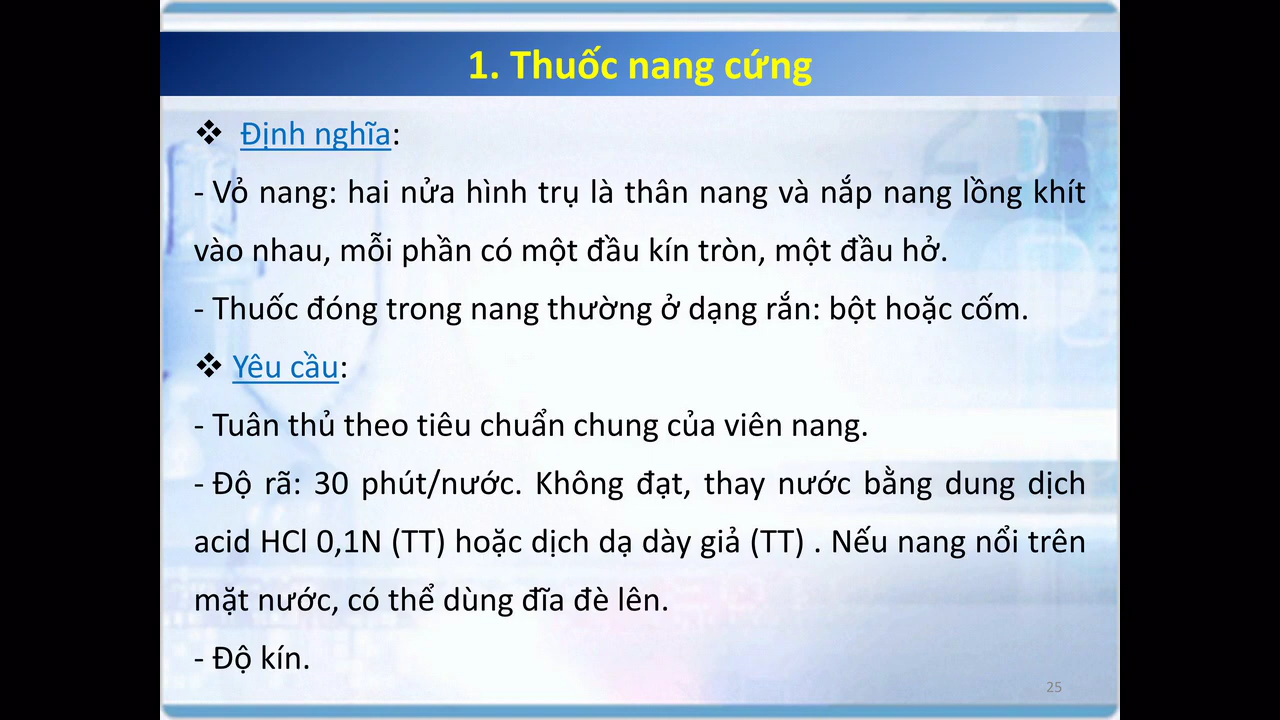 1. Thuốc nang cứng
❖ Định nghĩa:
- Vỏ nang: hai nửa hình trụ là thân nang và nắp nang lồng khít
vào nhau, mỗi phần có một đầu kín tròn, một đầu hở.
- Thuốc đóng trong nang thường ở dạng rắn: bột hoặc cốm.
❖ Yêu cầu:
- Tuân thủ theo tiêu chuẩn chung của viên nang.
- Độ rã: 30 phút/nước. Không đạt, thay nước bằng dung dịch
acid HCl 0,1N (TT) hoặc dịch dạ dày giả (TT) . Nếu nang nổi trên
mặt nước, có thể dùng đĩa đè lên.
- Độ kín.
25